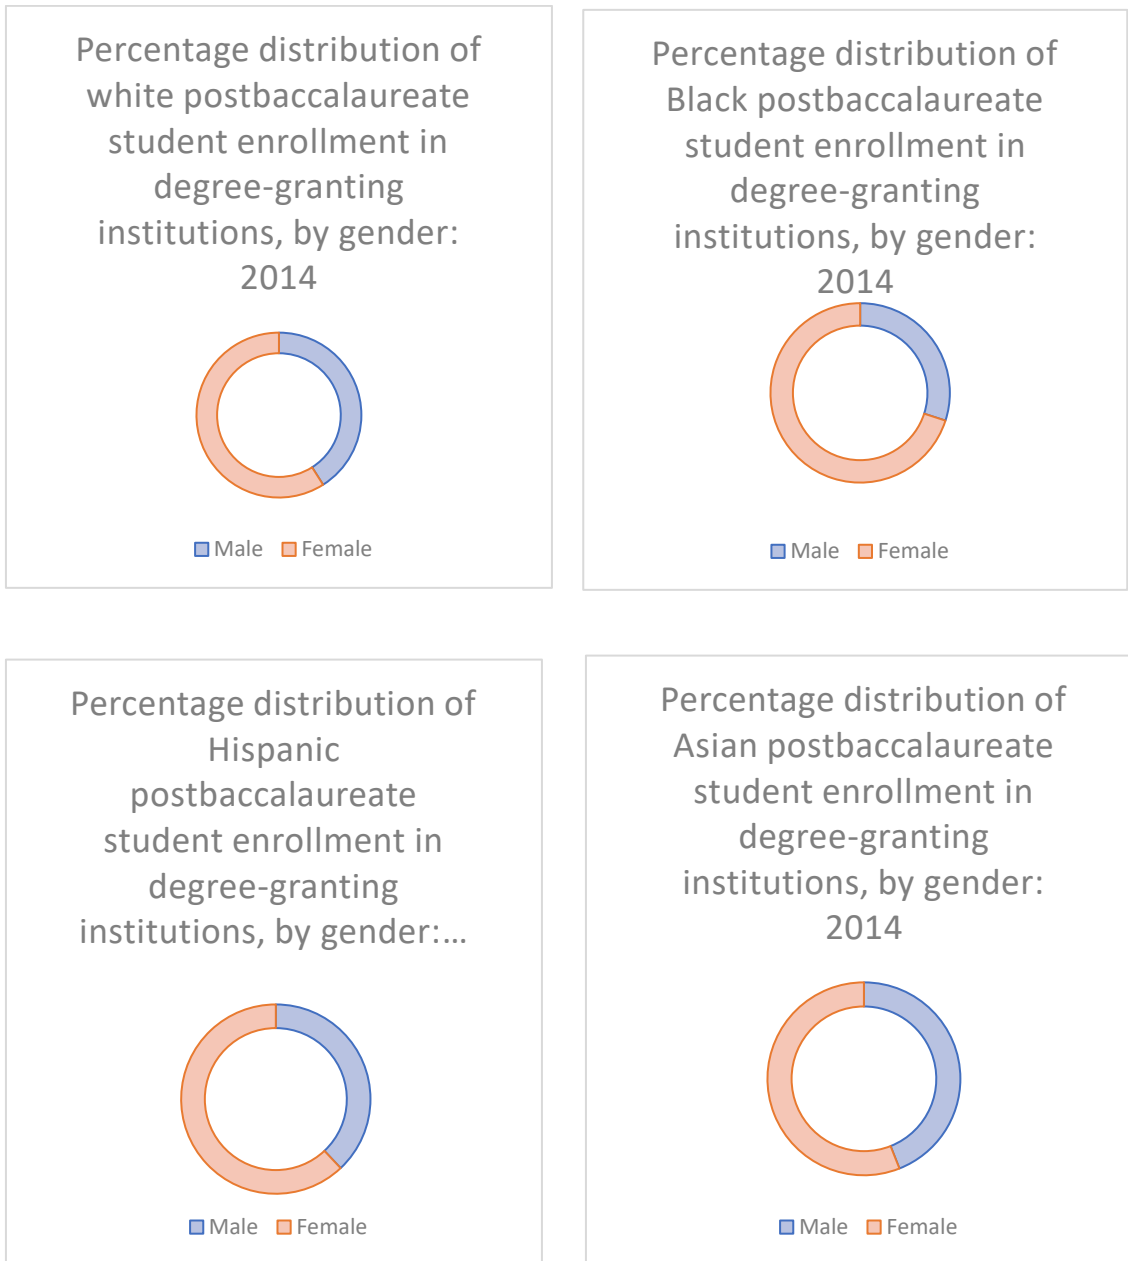 Percentage distribution of
white postbaccalaureate
student enrollment in
degree-granting
institutions, by gender:
2014
Male Female
Percentage distribution of
Black postbaccalaureate
student enrollment in
degree-granting
institutions, by gender:
2014
Male Female
Percentage distribution of
Hispanic
postbaccalaureate
student enrollment in
degree-granting
institutions, by gender:...
Male Female
Percentage distribution of
Asian postbaccalaureate
student enrollment in
degree-granting
institutions, by gender:
2014
Male Female